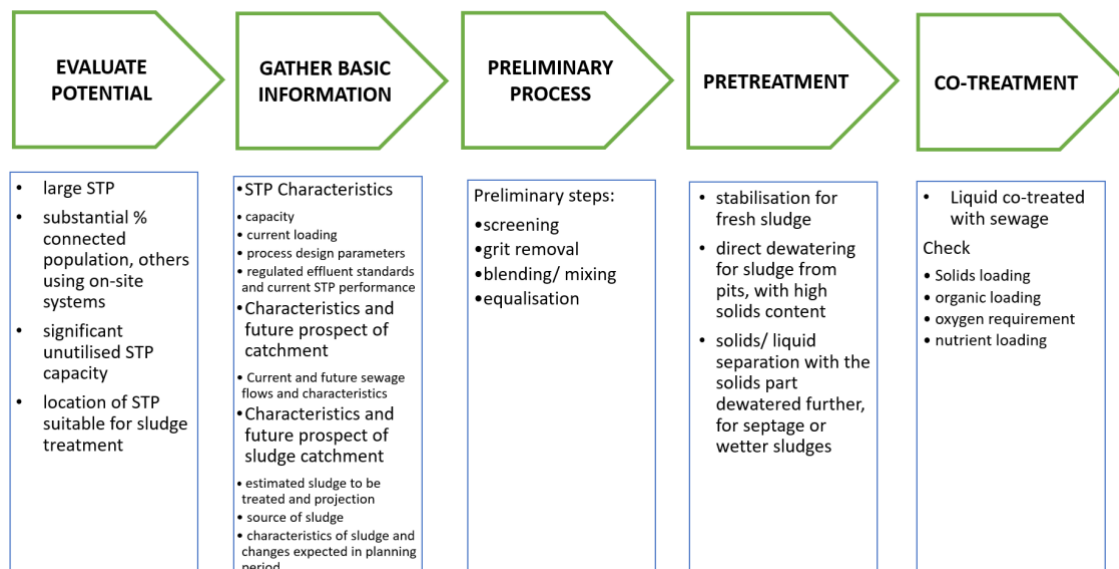 EVALUATE
POTENTIAL
GATHER BASIC
INFORMATION
PRELIMINARY
PROCESS
PRETREATMENT
CO-TREATMENT
• large STP
• substantial %
connected
population, others
using on-site
systems
• significant
unutilised STP
capacity
• location of STP
suitable for sludge
treatment
•STP Characteristics
• capacity
• current loading
• process design parameters
• regulated effluent standards
and current STP performance
•Characteristics and
future prospect of
catchment
• Current and future sewage
flows and characteristics
•Characteristics and
future prospect of
sludge catchment
• estimated sludge to be
treated and projection
• source of sludge
• characteristics of sludge and
changes expected in planning
period
Preliminary steps:
•screening
•grit removal
•blending/ mixing
•equalisation
• stabilisation for
fresh sludge
• direct dewatering
for sludge from
pits, with high
solids content
• solids/ liquid
separation with the
solids part
dewatered further,
for septage or
wetter sludges
• Liquid co-treated
with sewage
Check
• Solids loading
• organic loading
• oxygen requirement
• nutrient loading